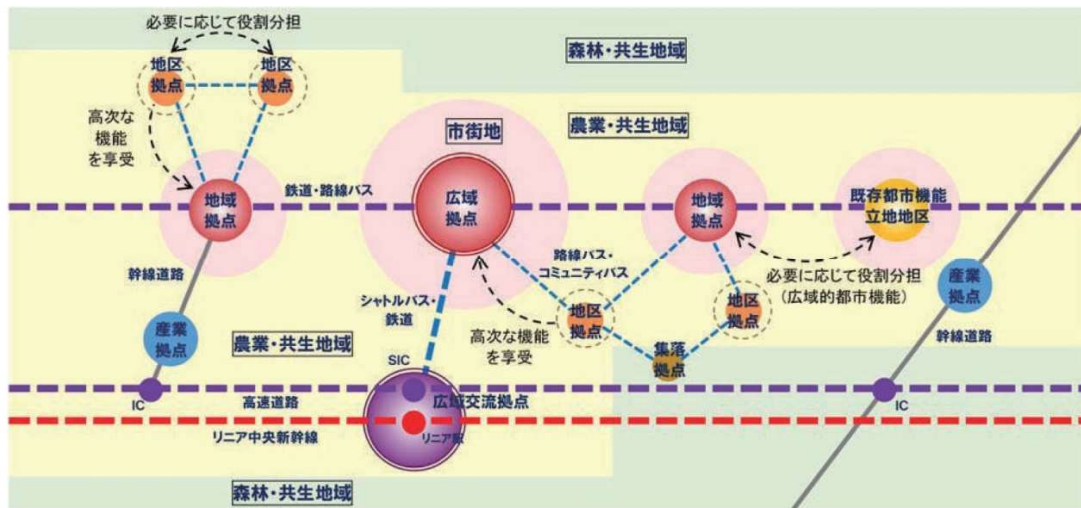 必要に応じて役割分担
森林・共生地域
地区
拠点
地区
拠点
高次な
機能
を享受
市街地
農業・共生地域
鉄道・路線バス
地域
拠点
広域
拠点
地域
拠点
既存都市機能
立地地区
幹線道路
路線バス・
コミュニティバス
必要に応じて役割分担
(広域的都市機能)
産業
拠点
シャトルバス・
鉄道
地区
拠点
地区
拠点
産業
拠点
農業・共生地域
高次な機能
を享受
幹線道路
SIC
集落
拠点
IC
高速道路
広域交流拠点
IC
リニア中央新幹線
リニア駅
森林・共生地域